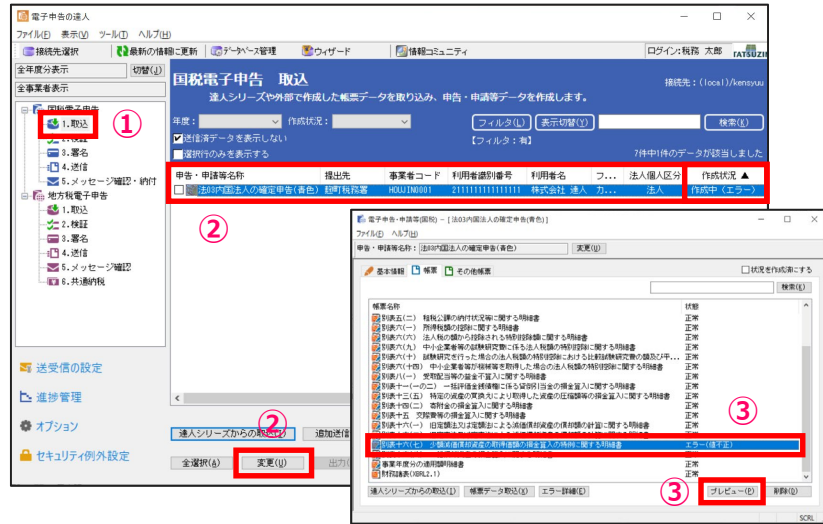 電子申告の達人
ファイル(F) 表示(V) ツール(T) ヘルプ(H)
接続先選択 最新の情報に更新 データベース管理 ウィザード 情報コミュニティ ログイン:税務 太郎
全年度分表示 切替(J)
全事業者表示
国税電子申告
1.取込
①
3.署名
4.送信
5.メッセージ確認・納付
地方税電子申告
1.取込
2.検証
3.署名
4.送信
5.メッセージ確認
6.共通納税
送受信の設定
進捗管理
オプション
セキュリティ例外設定
国税電子申告 取込
接続先:(local)/kensyuu
達人シリーズや外部で作成した帳票データを取り込み、申告・申請等データを作成します。
年度: 作成状況: フィルタ(L) 表示切替(Y) 検索(K)
送信済データを表示しない 【フィルタ:有】
選択行のみを表示する 7件中1件のデータが該当しました
申告・申請等名称 提出先 事業者コード 利用者識別番号 利用者名 フ... 法人個人区分 作成状況 ▲
法03内国法人の確定申告(青色) 麹町税務署 HOUJIN0001 2111111111111111 株式会社 達人 カ... 法人 作成中(エラー)
②
②
達人シリーズからの取込(I) 追加送信
全選択(A) 変更(U) 出力(
電子申告・申請等(国税) - [法03内国法人の確定申告(青色)]
ファイル(F) ヘルプ(H)
申告・申請等名称: 法03内国法人の確定申告(青色) 変更(U)
基本情報 帳票 その他帳票 状況を作成済にする
検索(K)
帳票名称 状態
別表五(二) 租税公課の納付状況等に関する明細書 正常
別表六(一) 所得税額の控除に関する明細書 正常
別表六(六) 法人税の額から控除される特別控除額に関する明細書 正常
別表六(九) 中小企業者等の試験研究費に係る法人税額の特別控除に関する明細書 正常
別表六(十) 試験研究を行った場合の法人税額の特別控除における比較試験研究費の額及び平... 正常
別表六(十四) 中小企業者等が機械等を取得した場合の法人税額の特別控除に関する明細書 正常
別表八(一) 受取配当等の益金不算入に関する明細書 正常
別表十一(一の二) 一括評価金銭債権に係る貸倒引当金の損金算入に関する明細書 正常
別表十三(五) 特定の資産の買換えにより取得した資産の圧縮額等の損金算入に関する明細書 正常
別表十四(二) 寄附金の損金算入に関する明細書 正常
別表十五 交際費等の損金算入に関する明細書 正常
別表十六(一) 旧定額法又は定額法による減価償却資産の償却額の計算に関する明細書 正常
③
別表十六(七) 少額減価償却資産の取得価額の損金算入の特例に関する明細書 エラー(値不正)
事業年度分の適用額明細書 正常
財務諸表(XBRL2.1) 正常
達人シリーズからの取込(I) 帳票データ取込(X) エラー詳細(E) ③ プレビュー(P) 削除(D)
SCRL